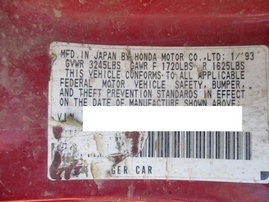 MFD. IN JAPAN BY HONDA MOTOR CO., LTD: 1/'93
GVWR 3245LBS GAWR F 1720LBS R 1625LBS
THIS VEHICLE CONFORMS TO ALL APPLICABLE
FEDERAL MOTOR VEHICLE SAFETY, BUMPER,
AND THEFT PREVENTION STANDARDS IN EFFECT
ON THE DATE OF MANUFACTURE SHOWN ABOVE.
V.I.N.
GER CAR